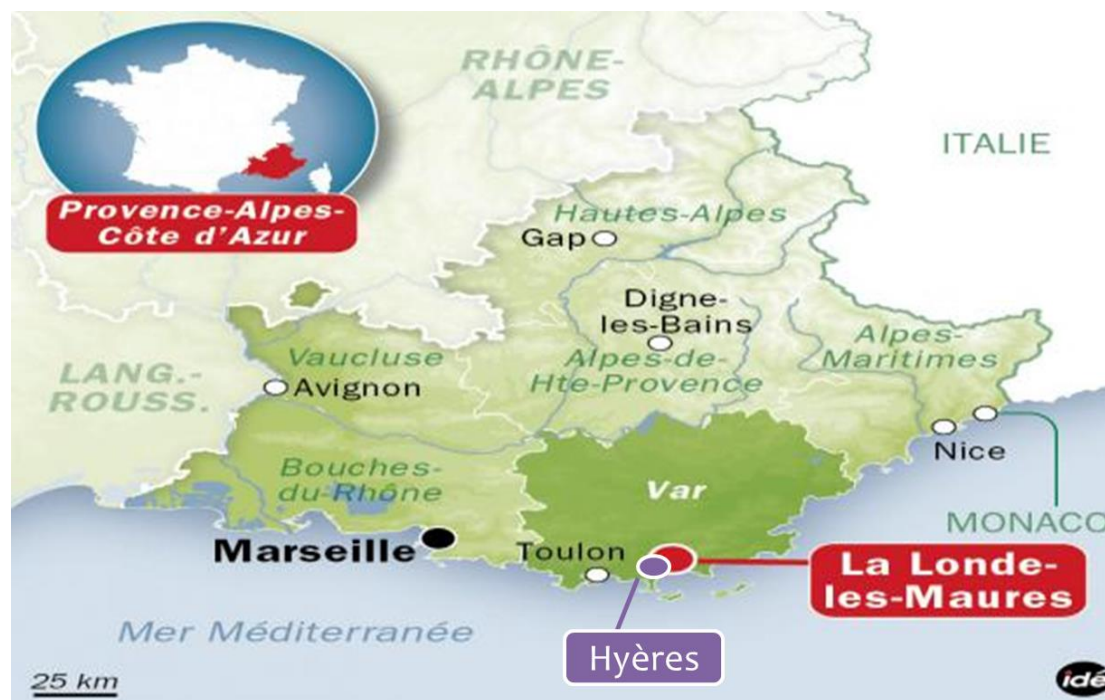 RHÔNE-
ALPES
ITALIE
Provence-Alpes-
Côte d'Azur
Hautes-Alpes
Gap
Digne-
les-Bains
Alpes-
Maritimes
Vaucluse
Alpes-de-
Hte-Provence
LANG.-
ROUSS.
Avignon
Nice
Bouches-
du-Rhône
Var
MONACO
Marseille
Toulon
La Londe-
les-Maures
Mer Méditerranée
Hyères
25 km
idé